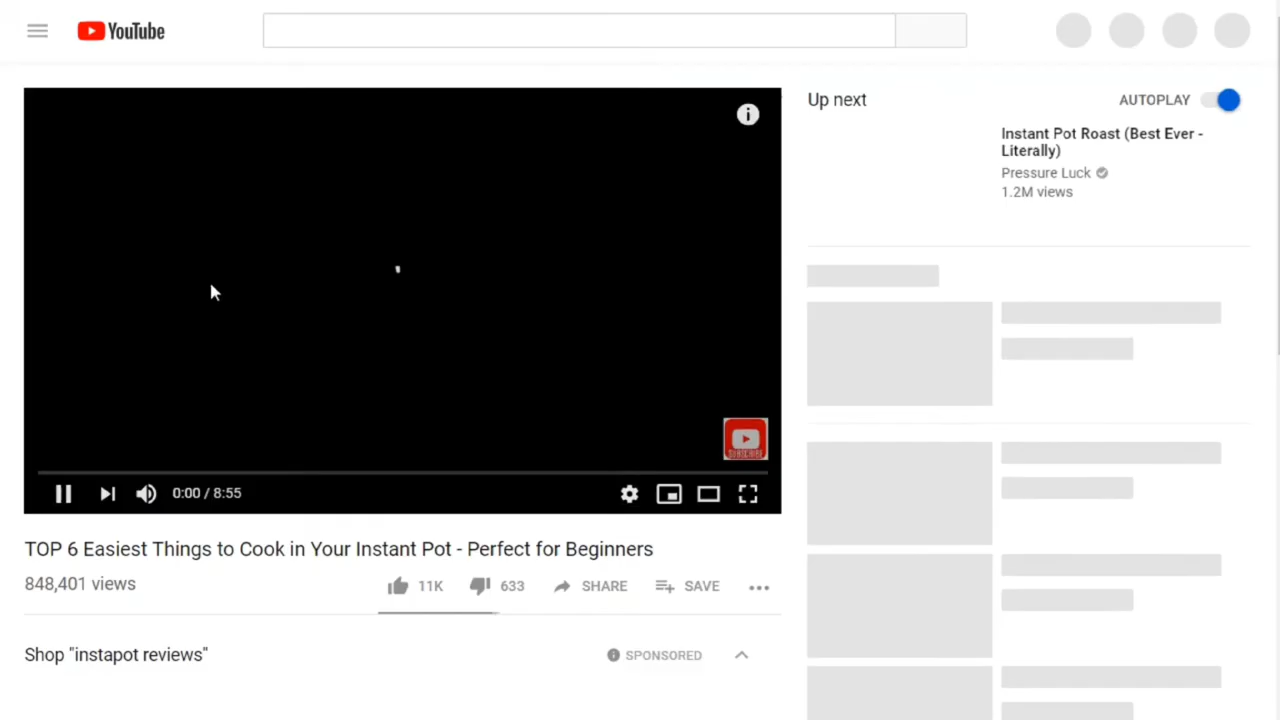 YouTube
Up next
AUTOPLAY
Instant Pot Roast (Best Ever -
Literally)
Pressure Luck
1.2M views
SUBSCRIBE
0:00 / 8:55
TOP 6 Easiest Things to Cook in Your Instant Pot - Perfect for Beginners
848,401 views
11K
633
SHARE
SAVE
Shop "instapot reviews"
SPONSORED